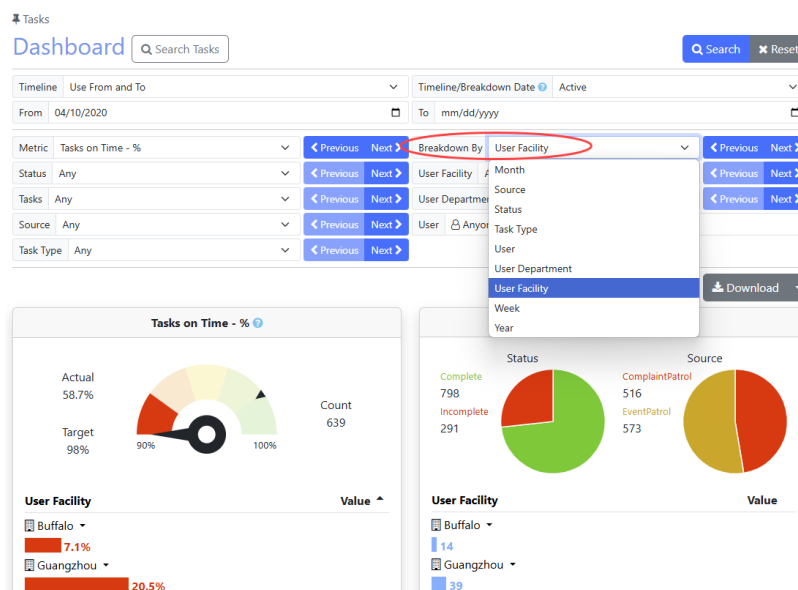 Tasks
Dashboard Search Tasks Search Reset
Timeline Use From and To Timeline/Breakdown Date Active
From 04/10/2020 To mm/dd/yyyy
Metric Tasks on Time - % Previous Next Breakdown By User Facility Previous Next
Status Any Previous Next User Facility Previous Next
Tasks Any Previous Next Previous Next
Source Any Previous Next User
Task Type Any Previous Next
Month
Source
Status
Task Type
User
User Department
User Facility
Week
Year
Download
Tasks on Time - %
Actual
58.7%
Target
98%
90%
100%
Count
639
User Facility Value
Buffalo
7.1%
Guangzhou
20.5%
Status
Complete
798
Incomplete
291
Source
ComplaintPatrol
516
EventPatrol
573
User Facility Value
Buffalo
14
Guangzhou
39